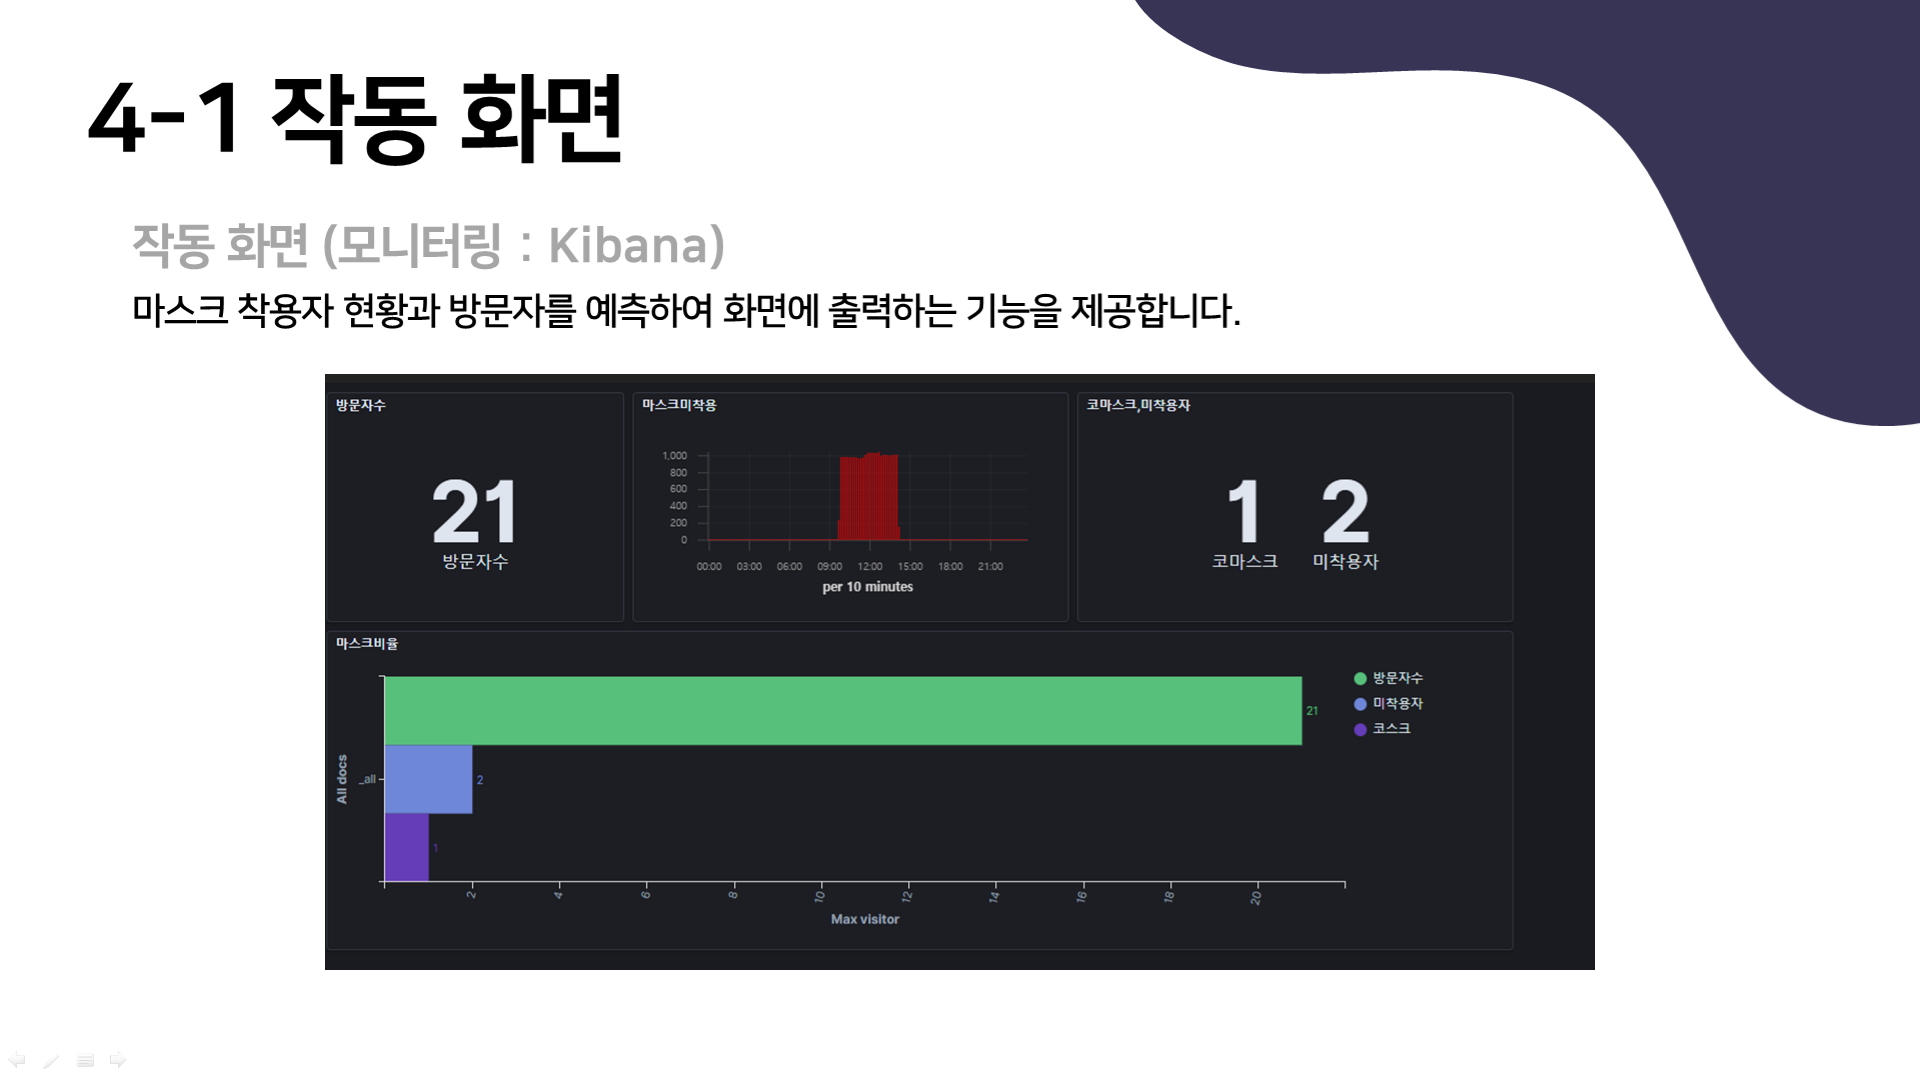 4-1 작동 화면
작동 화면 (모니터링 : Kibana)
마스크 착용자 현황과 방문자를 예측하여 화면에 출력하는 기능을 제공합니다.
방문자수
21
방문자수
마스크미착용
1,000
800
600
400
200
0
00:00 03:00 06:00 09:00 12:00 15:00 18:00 21:00
per 10 minutes
코마스크,미착용자
1 2
코마스크 미착용자
마스크비율
방문자수
미착용자
코스크
21
2
1
All docs
_all
2 4 6 8 10 12 14 16 18 20
Max visitor